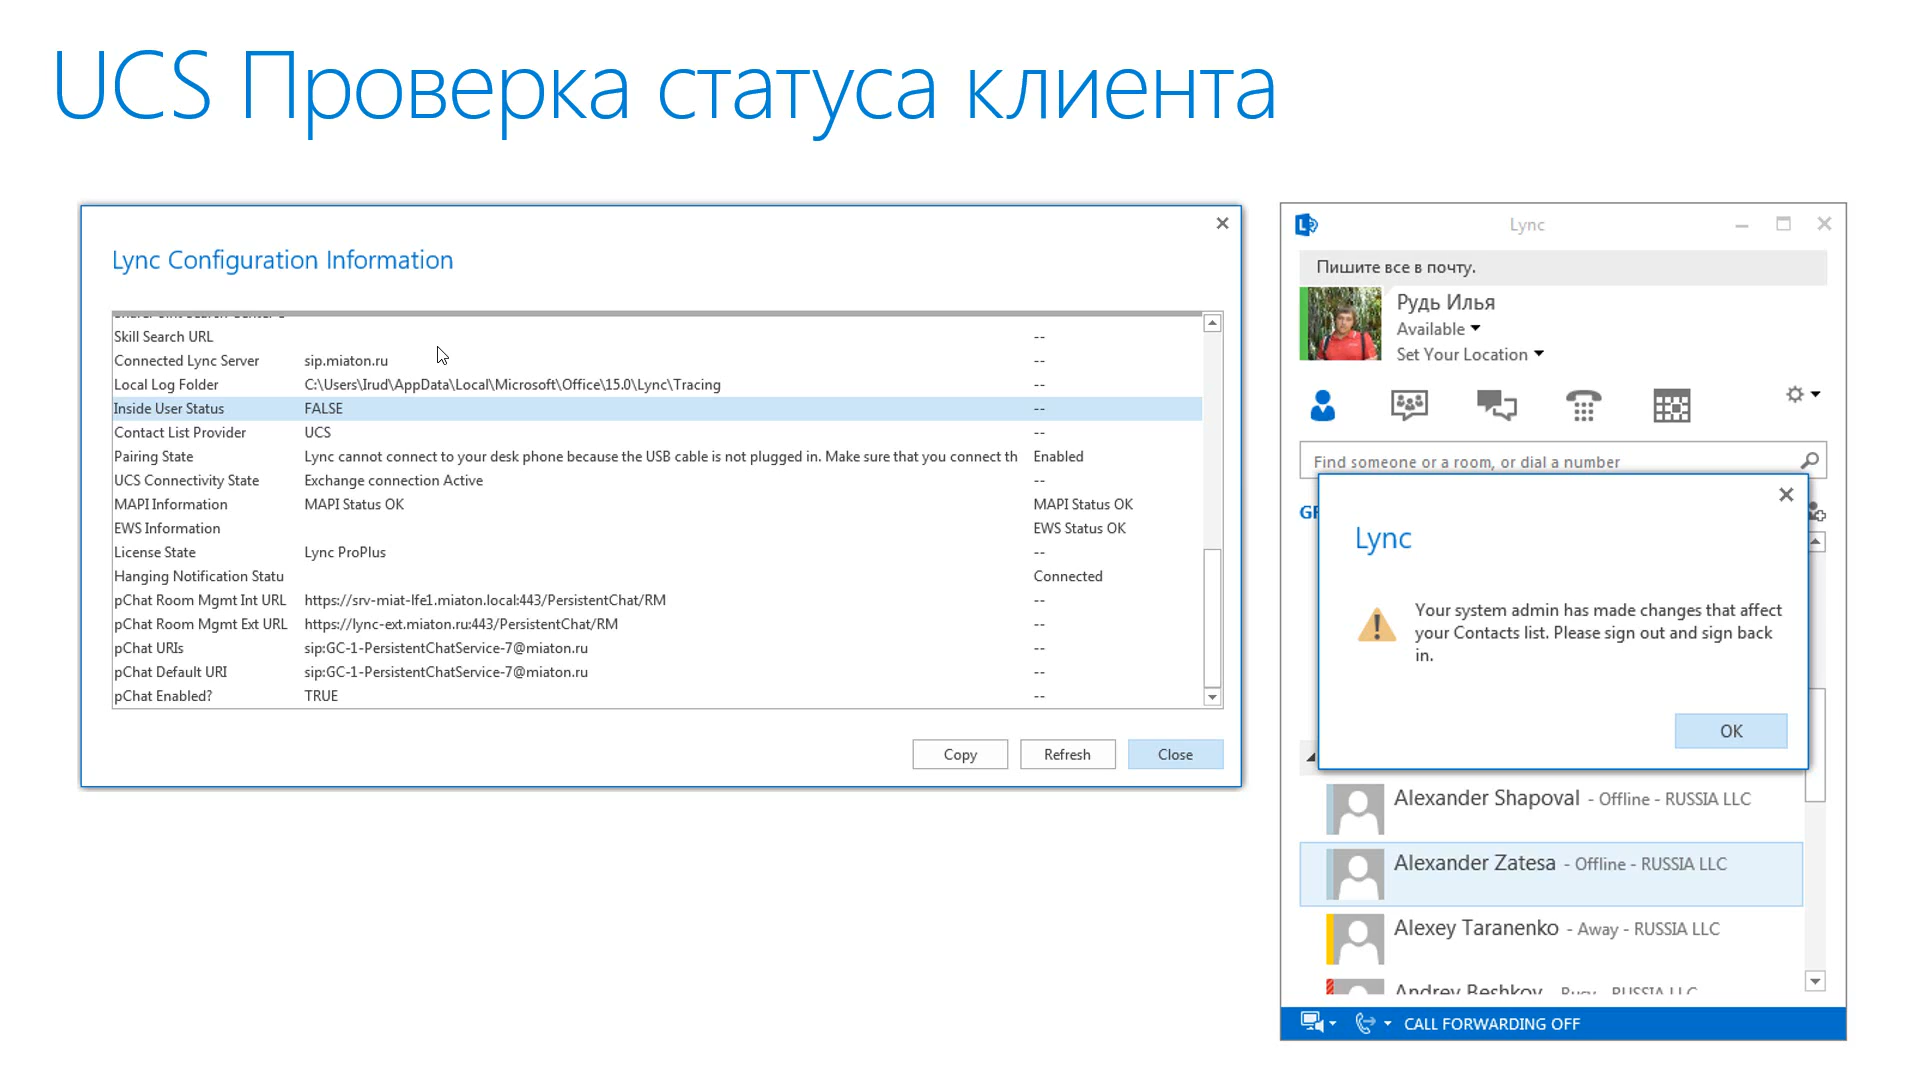 UCS Проверка статуса клиента
Lync Configuration Information
Skill Search URL --
Connected Lync Server sip.miaton.ru --
Local Log Folder C:\Users\Irud\AppData\Local\Microsoft\Office\15.0\Lync\Tracing --
Inside User Status FALSE --
Contact List Provider UCS --
Pairing State Lync cannot connect to your desk phone because the USB cable is not plugged in. Make sure that you connect th Enabled
UCS Connectivity State Exchange connection Active --
MAPI Information MAPI Status OK MAPI Status OK
EWS Information EWS Status OK
License State Lync ProPlus --
Hanging Notification Statu Connected
pChat Room Mgmt Int URL https://srv-miat-lfe1.miaton.local:443/PersistentChat/RM --
pChat Room Mgmt Ext URL https://lync-ext.miaton.ru:443/PersistentChat/RM --
pChat URIs sip:GC-1-PersistentChatService-7@miaton.ru --
pChat Default URI sip:GC-1-PersistentChatService-7@miaton.ru --
pChat Enabled? TRUE --
Copy Refresh Close
Lync
Пишите все в почту.
Рудь Илья
Available
Set Your Location
Find someone or a room, or dial a number
Lync
Your system admin has made changes that affect
your Contacts list. Please sign out and sign back
in.
OK
Alexander Shapoval - Offline - RUSSIA LLC
Alexander Zatesa - Offline - RUSSIA LLC
Alexey Taranenko - Away - RUSSIA LLC
Andrey Beshkov - Busy - RUSSIA LLC
CALL FORWARDING OFF